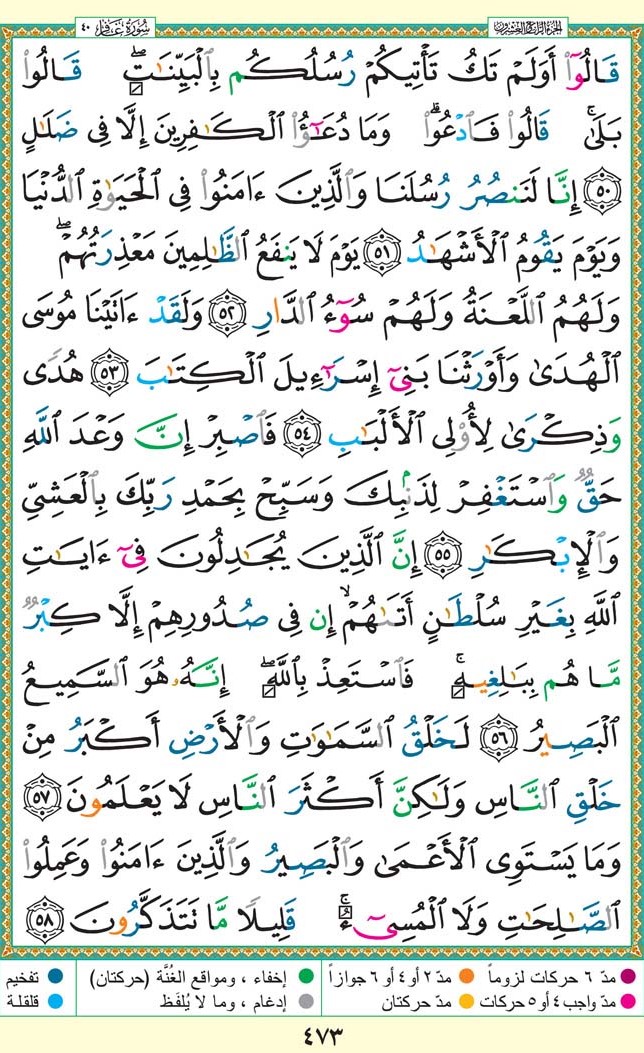 سُورَةُ غَافِر ٤٠ الجزء الرابع والعشرون
قَالُوٓا۟ أَوَلَمْ تَكُ تَأْتِيكُمْ رُسُلُكُم بِٱلْبَيِّنَـٰتِ ۖ قَالُوا۟
بَلَىٰ ۚ قَالُوا۟ فَٱدْعُوا۟ ۗ وَمَا دُعَـٰٓؤُا۟ ٱلْكَـٰفِرِينَ إِلَّا فِى ضَلَـٰلٍ
٥٠ إِنَّا لَنَنصُرُ رُسُلَنَا وَٱلَّذِينَ ءَامَنُوا۟ فِى ٱلْحَيَوٰةِ ٱلدُّنْيَا
وَيَوْمَ يَقُومُ ٱلْأَشْهَـٰدُ ٥١ يَوْمَ لَا يَنفَعُ ٱلظَّـٰلِمِينَ مَعْذِرَتُهُمْ ۖ
وَلَهُمُ ٱللَّعْنَةُ وَلَهُمْ سُوٓءُ ٱلدَّارِ ٥٢ وَلَقَدْ ءَاتَيْنَا مُوسَى
ٱلْهُدَىٰ وَأَوْرَثْنَا بَنِىٓ إِسْرَٰٓءِيلَ ٱلْكِتَـٰبَ ٥٣ هُدًى
وَذِكْرَىٰ لِأُو۟لِى ٱلْأَلْبَـٰبِ ٥٤ فَٱصْبِرْ إِنَّ وَعْدَ ٱللَّهِ
حَقٌّ وَٱسْتَغْفِرْ لِذَنۢبِكَ وَسَبِّحْ بِحَمْدِ رَبِّكَ بِٱلْعَشِىِّ
وَٱلْإِبْكَـٰرِ ٥٥ إِنَّ ٱلَّذِينَ يُجَـٰدِلُونَ فِىٓ ءَايَـٰتِ
ٱللَّهِ بِغَيْرِ سُلْطَـٰنٍ أَتَىٰهُمْ ۙ إِن فِى صُدُورِهِمْ إِلَّا كِبْرٌ
مَّا هُم بِبَـٰلِغِيهِ ۚ فَٱسْتَعِذْ بِٱللَّهِ ۖ إِنَّهُۥ هُوَ ٱلسَّمِيعُ
ٱلْبَصِيرُ ٥٦ لَخَلْقُ ٱلسَّمَـٰوَٰتِ وَٱلْأَرْضِ أَكْبَرُ مِنْ
خَلْقِ ٱلنَّاسِ وَلَـٰكِنَّ أَكْثَرَ ٱلنَّاسِ لَا يَعْلَمُونَ ٥٧
وَمَا يَسْتَوِى ٱلْأَعْمَىٰ وَٱلْبَصِيرُ وَٱلَّذِينَ ءَامَنُوا۟ وَعَمِلُوا۟
ٱلصَّـٰلِحَـٰتِ وَلَا ٱلْمُسِىٓءُ ۚ قَلِيلًا مَّا تَتَذَكَّرُونَ ٥٨
مدّ ٦ حركات لزوماً مدّ ٢ أو ٤ أو ٦ جوازاً إخفاء ، ومواقع الغُنَّة (حركتان) تفخيم
مدّ واجب ٤ أو ٥ حركات مدّ حركتان إدغام ، وما لا يُلفَظ قلقلة
٤٧٣